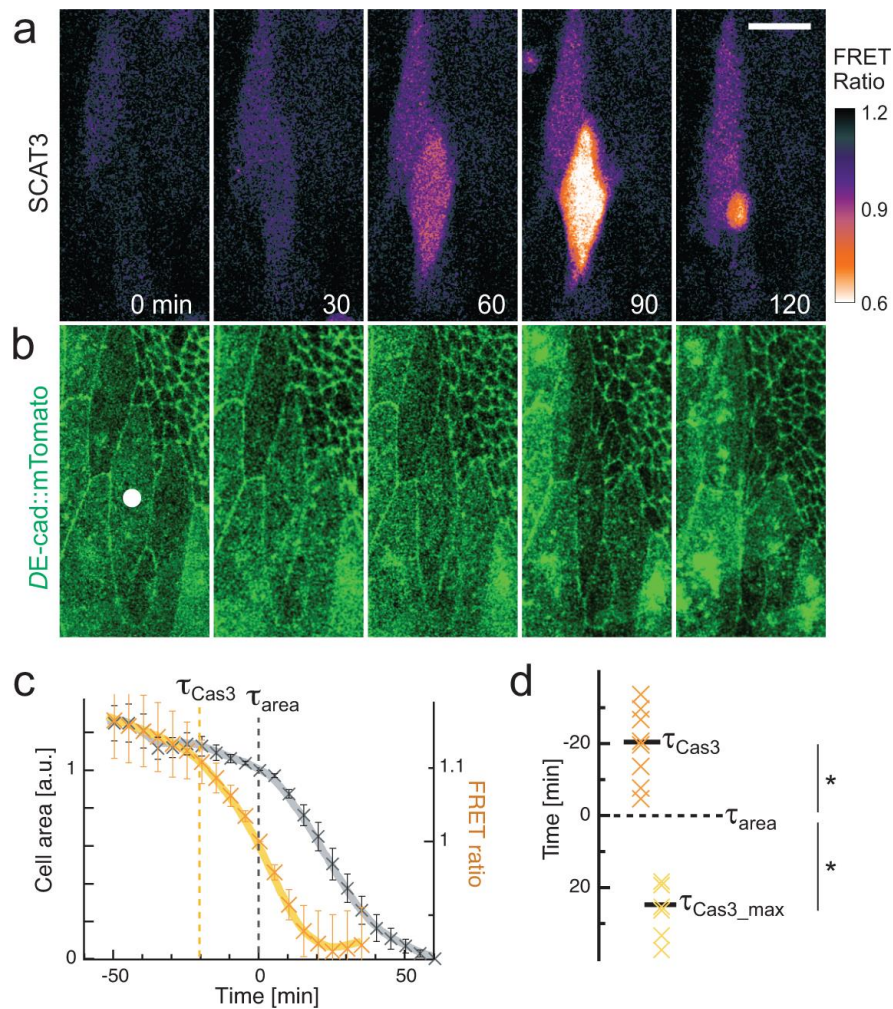 a
SCAT3
0 min
30
60
90
120
FRET
Ratio
1.2
0.9
0.6
b
DE-cad::mTomato
c
τCas3
τarea
Cell area [a.u.]
1
0
FRET ratio
1.1
1
-50
0
50
Time [min]
d
Time [min]
-20
0
20
τCas3
τarea
τCas3_max
*
*